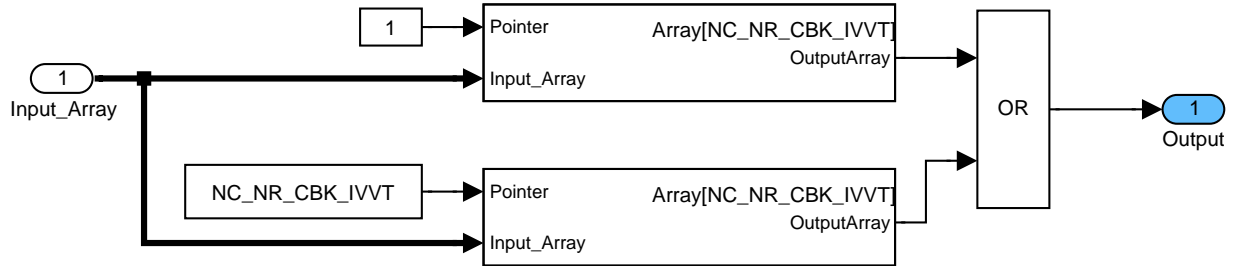 1
Pointer
Array[NC_NR_CBK_IVVT]
OutputArray
1
Input_Array
Input_Array
OR
1
Output
NC_NR_CBK_IVVT
Pointer
Array[NC_NR_CBK_IVVT]
OutputArray
Input_Array